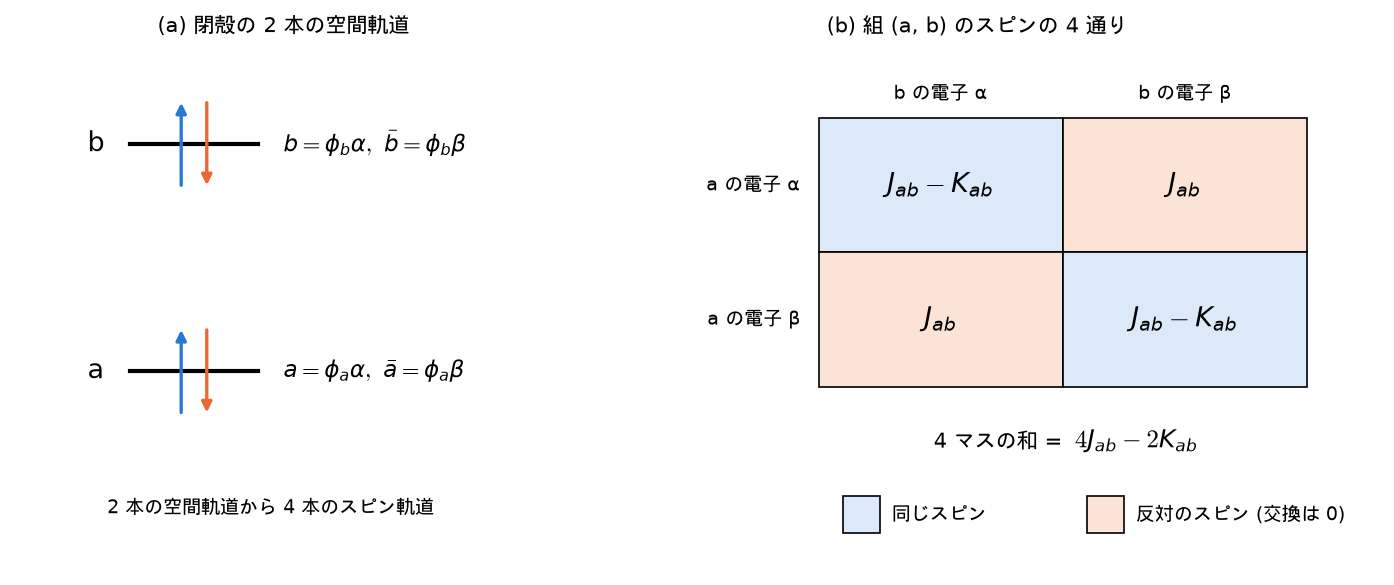 (a) 閉殻の 2 本の空間軌道
b
b = ϕ_b α, b̄ = ϕ_b β
a
a = ϕ_a α, ā = ϕ_a β
2 本の空間軌道から 4 本のスピン軌道
(b) 組 (a, b) のスピンの 4 通り
b の電子 α
b の電子 β
a の電子 α
J_ab − K_ab
J_ab
a の電子 β
J_ab
J_ab − K_ab
4 マスの和 = 4J_ab − 2K_ab
同じスピン
反対のスピン (交換は 0)